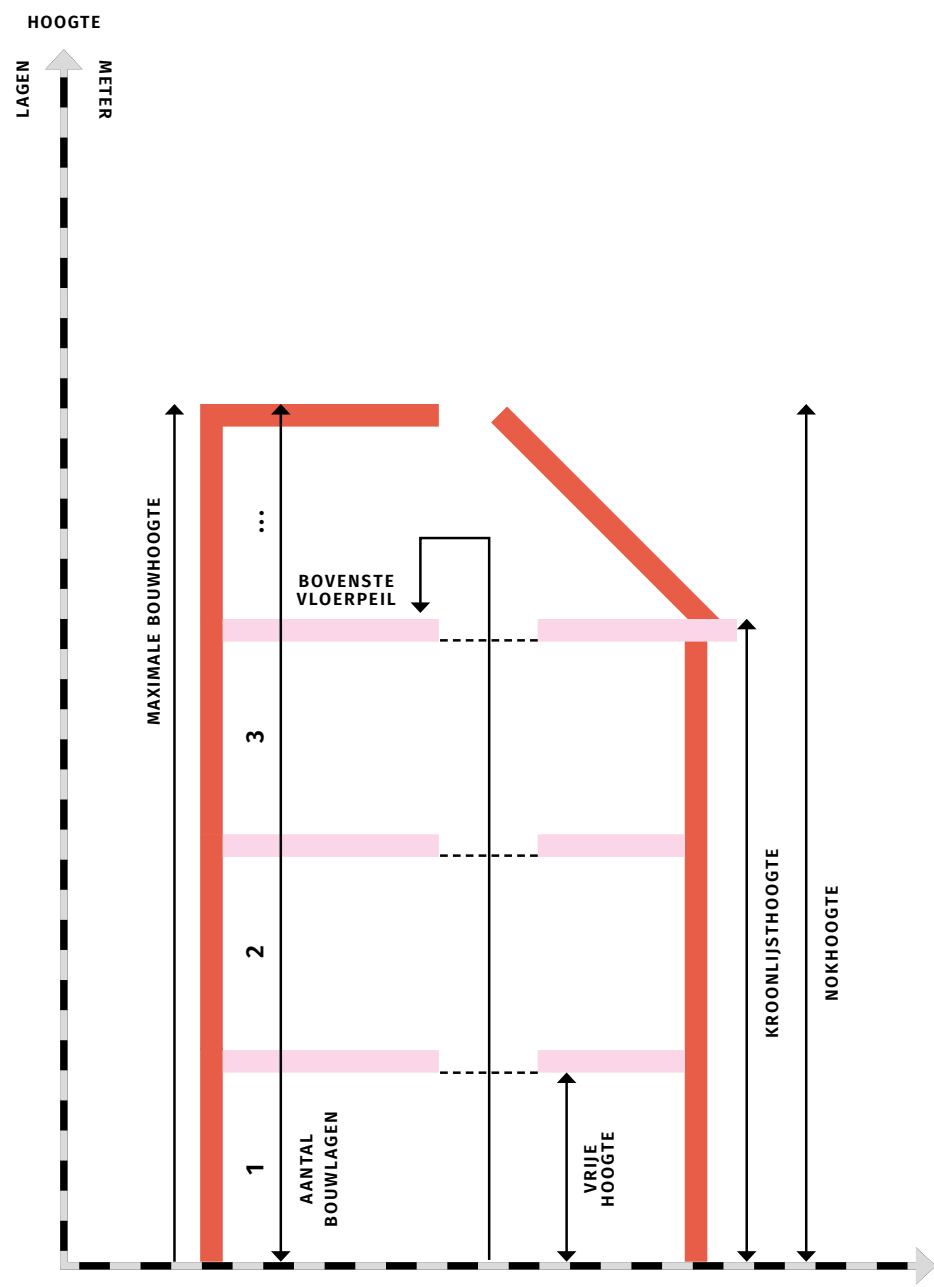 HOOGTE
LAGEN
METER
MAXIMALE BOUWHOOGTE
...
BOVENSTE
VLOERPEIL
3
2
1
AANTAL
BOUWLAGEN
VRIJE
HOOGTE
KROONLIJSTHOOGTE
NOKHOOGTE